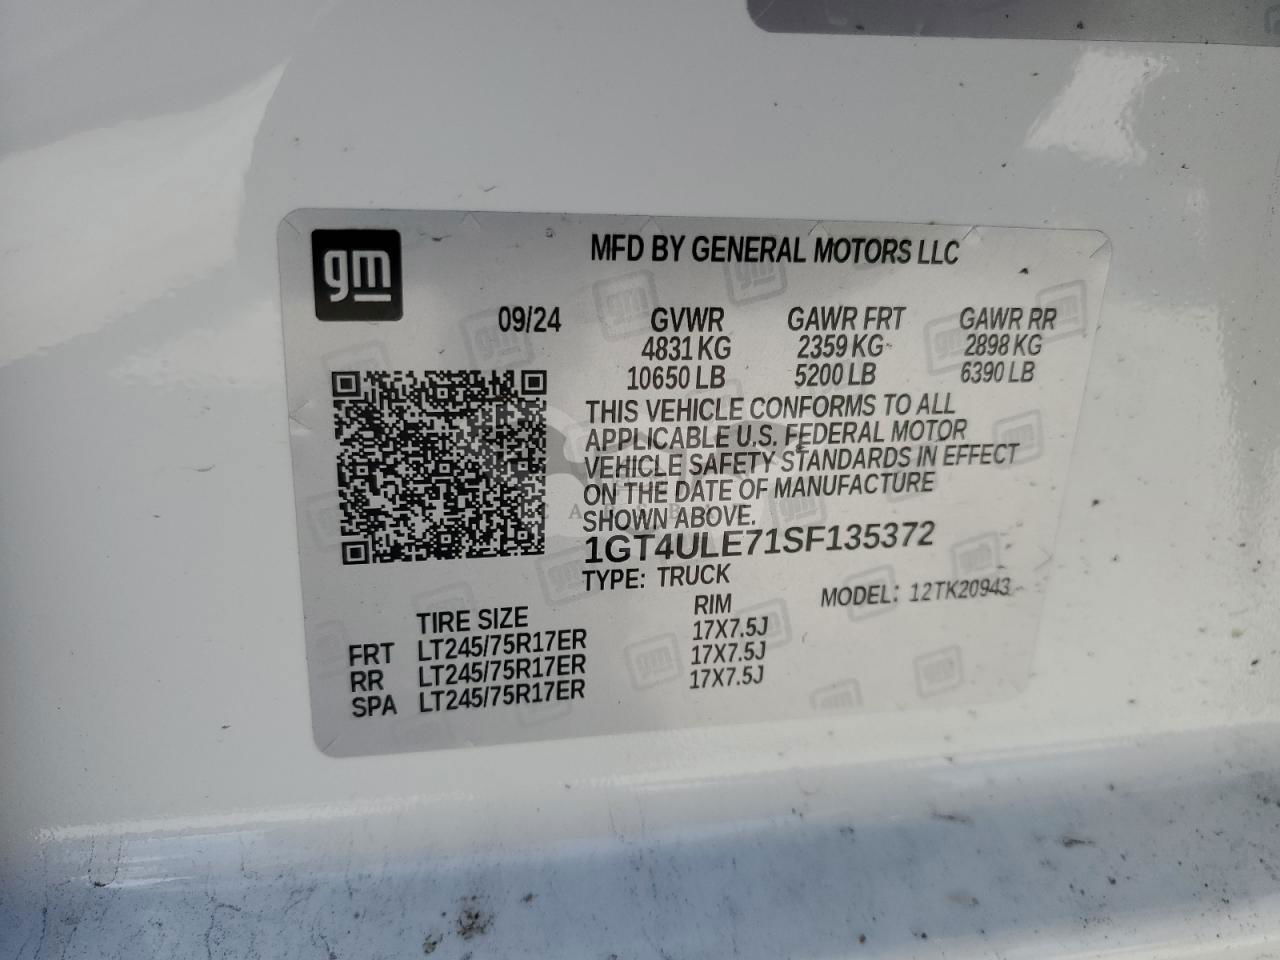 gm
MFD BY GENERAL MOTORS LLC
09/24 GVWR GAWR FRT GAWR RR
4831 KG 2359 KG 2898 KG
10650 LB 5200 LB 6390 LB
THIS VEHICLE CONFORMS TO ALL
APPLICABLE U.S. FEDERAL MOTOR
VEHICLE SAFETY STANDARDS IN EFFECT
ON THE DATE OF MANUFACTURE
SHOWN ABOVE.
1GT4ULE71SF135372
TYPE: TRUCK
MODEL: 12TK20943
TIRE SIZE RIM
FRT LT245/75R17ER 17X7.5J
RR LT245/75R17ER 17X7.5J
SPA LT245/75R17ER 17X7.5J